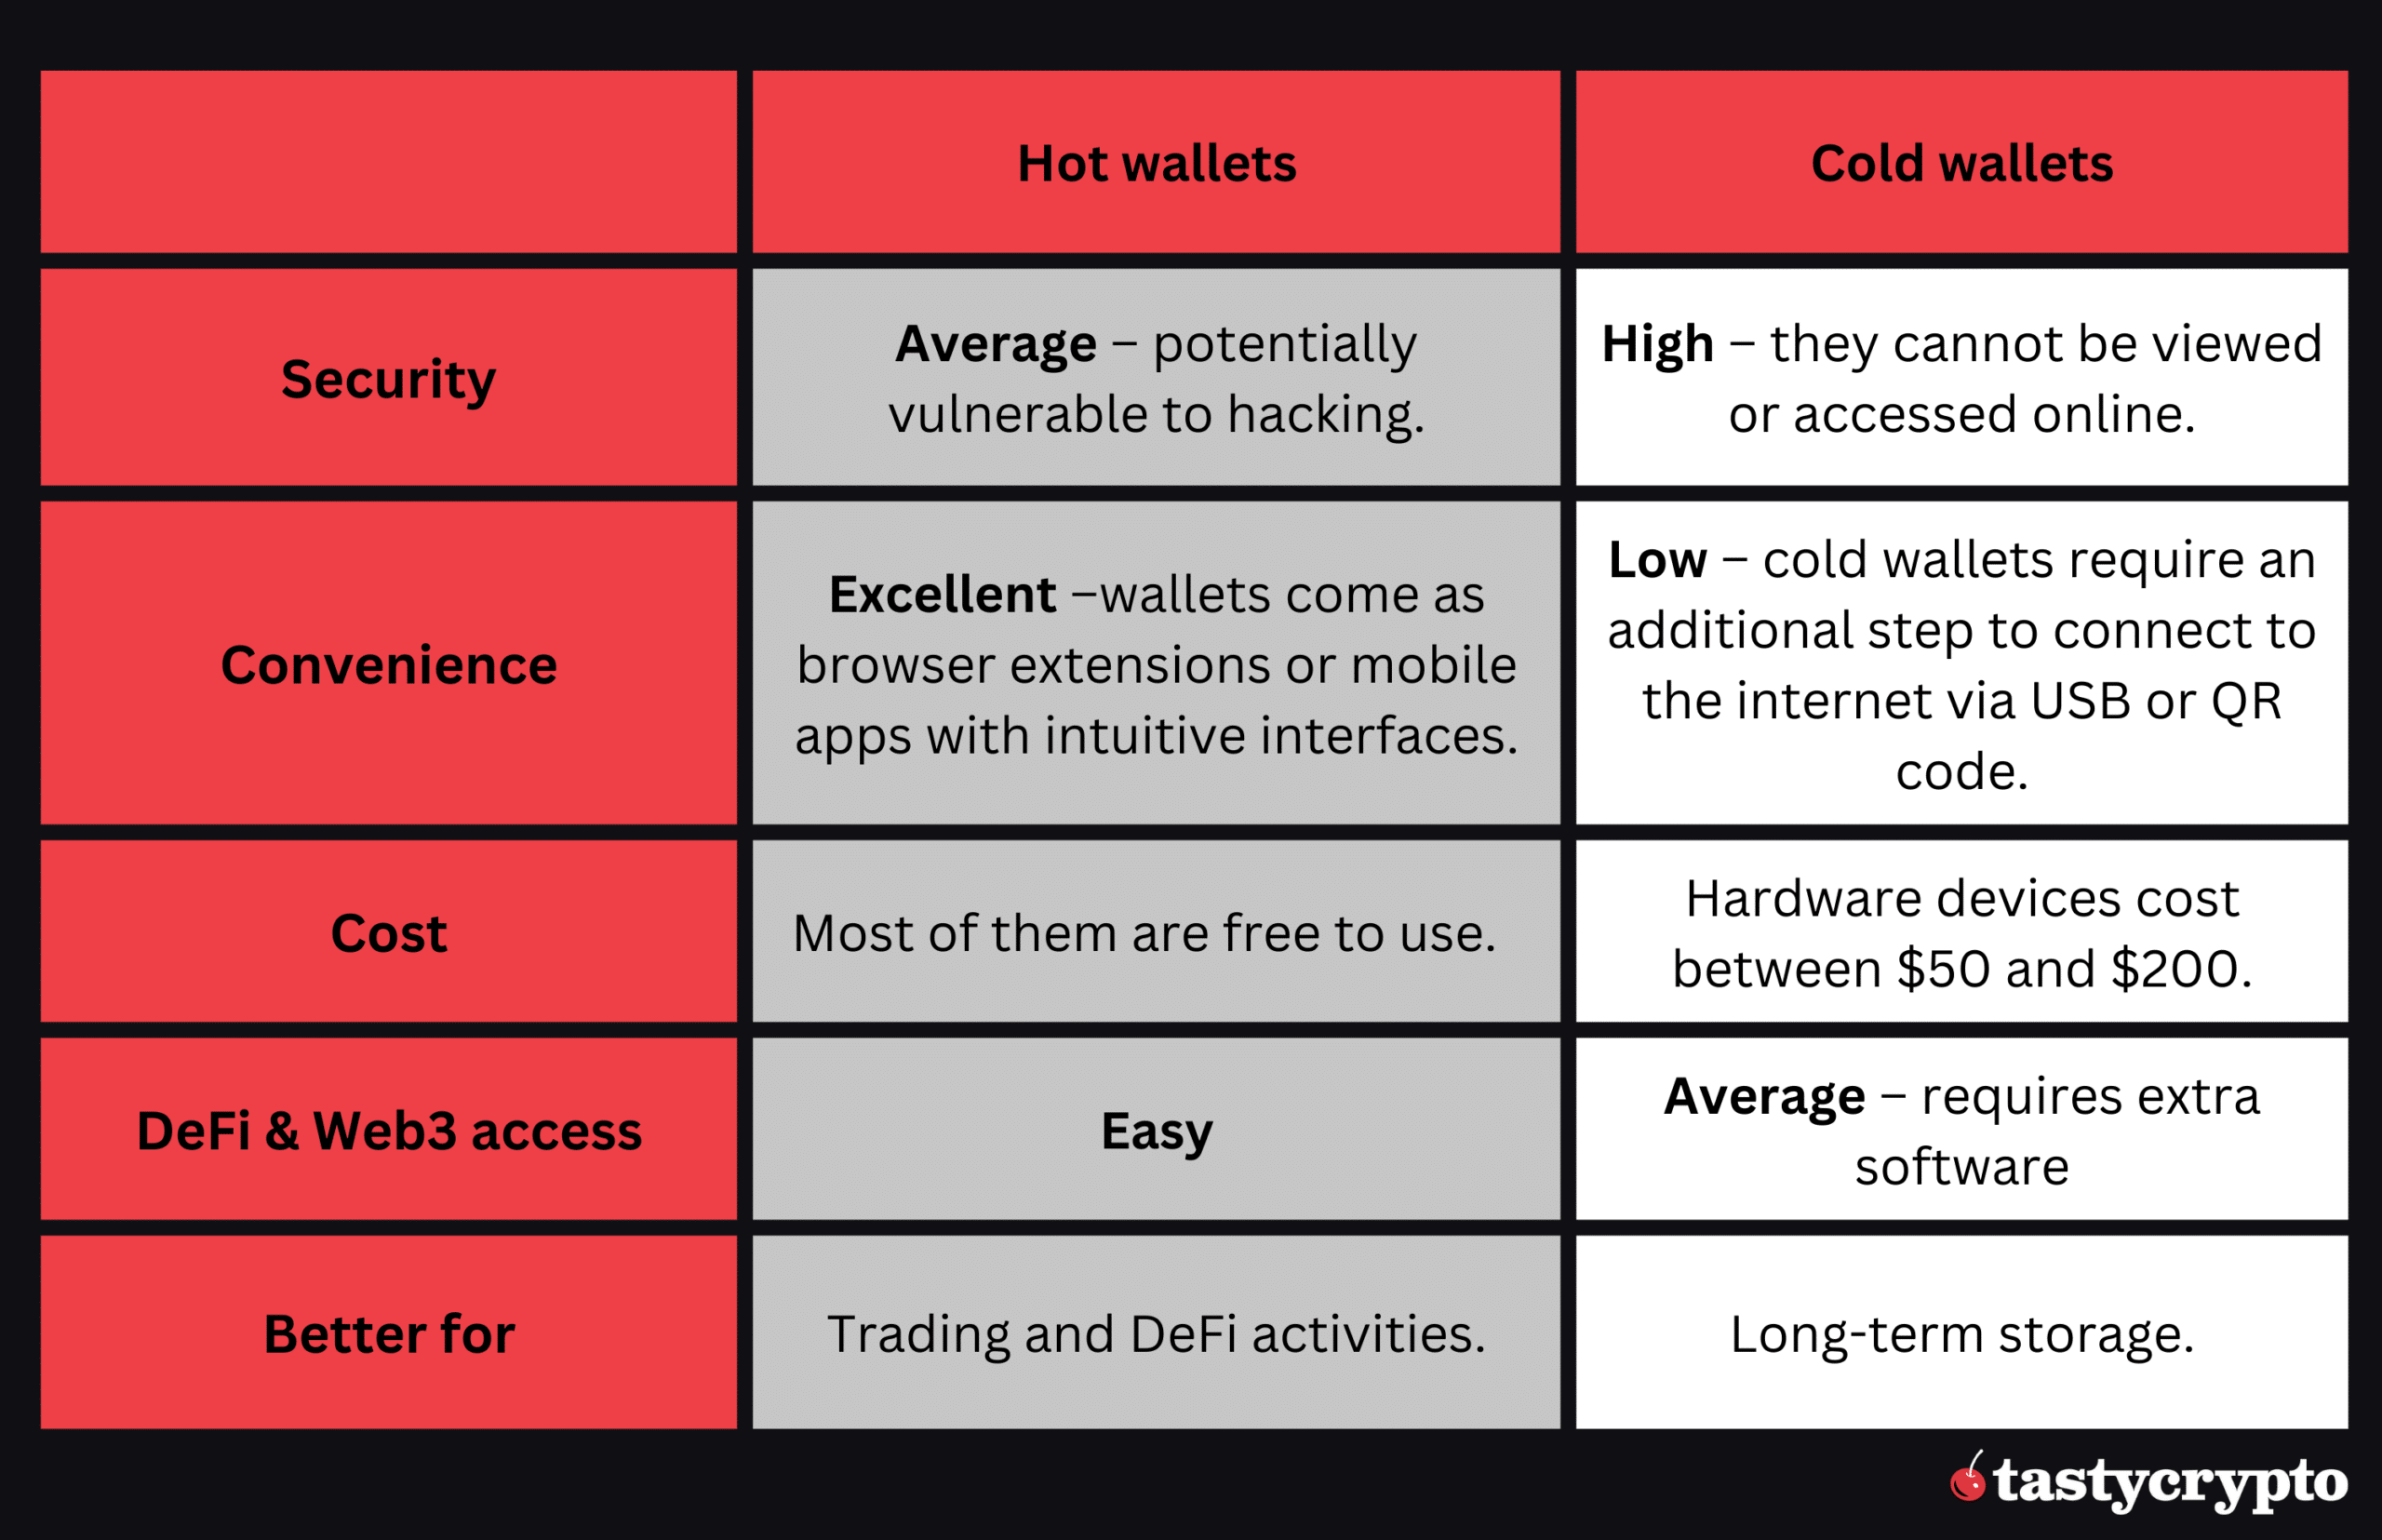 Hot wallets
Cold wallets
Security
Average – potentially
vulnerable to hacking.
High – they cannot be viewed
or accessed online.
Convenience
Excellent –wallets come as
browser extensions or mobile
apps with intuitive interfaces.
Low – cold wallets require an
additional step to connect to
the internet via USB or QR
code.
Cost
Most of them are free to use.
Hardware devices cost
between $50 and $200.
DeFi & Web3 access
Easy
Average – requires extra
software
Better for
Trading and DeFi activities.
Long-term storage.
tastycrypto